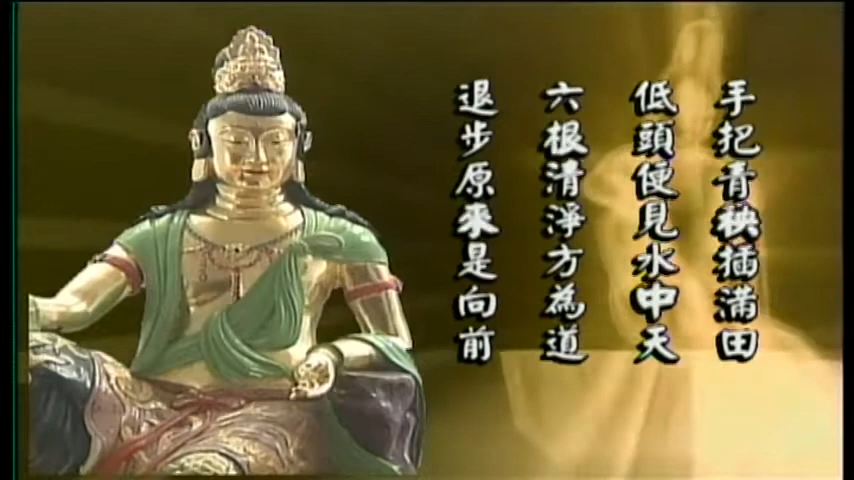 手把青秧插滿田
低頭便見水中天
六根清淨方為道
退步原來是向前